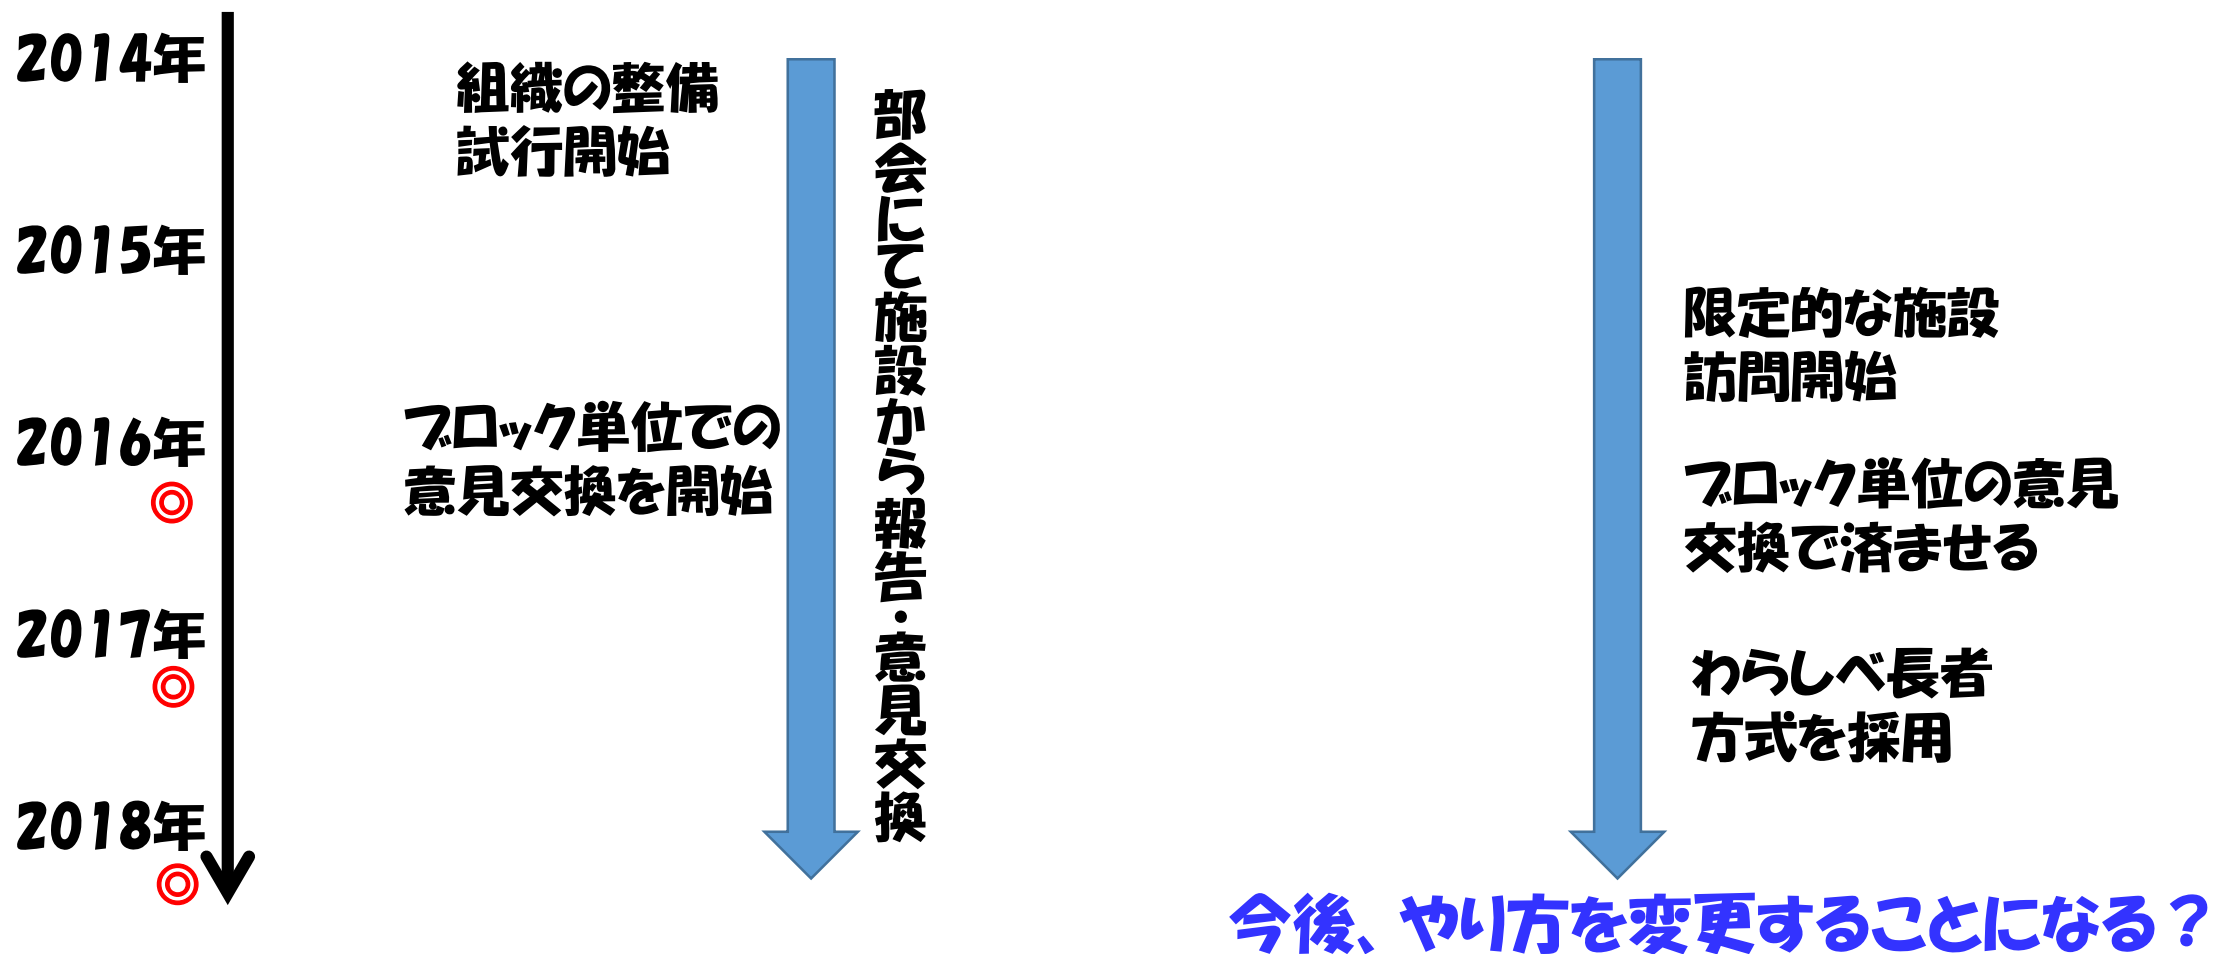 2014年
2015年
2016年
◎
2017年
◎
2018年
◎
組織の整備
試行開始
ブロック単位での
意見交換を開始
部会にて施設から報告・意見交換
限定的な施設
訪問開始
ブロック単位の意見
交換で済ませる
わらしべ長者
方式を採用
今後、やり方を変更することになる？